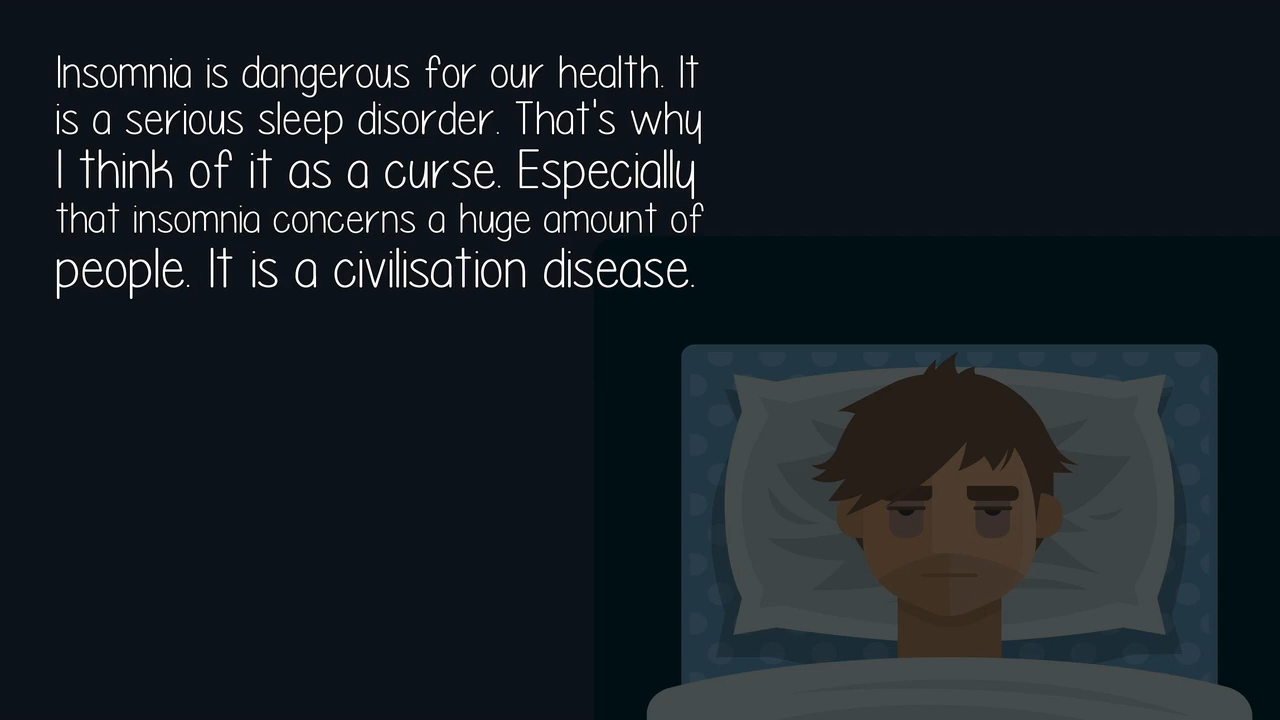 Insomnia is dangerous for our health. It
is a serious sleep disorder. That's why
I think of it as a curse. Especially
that insomnia concerns a huge amount of
people. It is a civilisation disease.